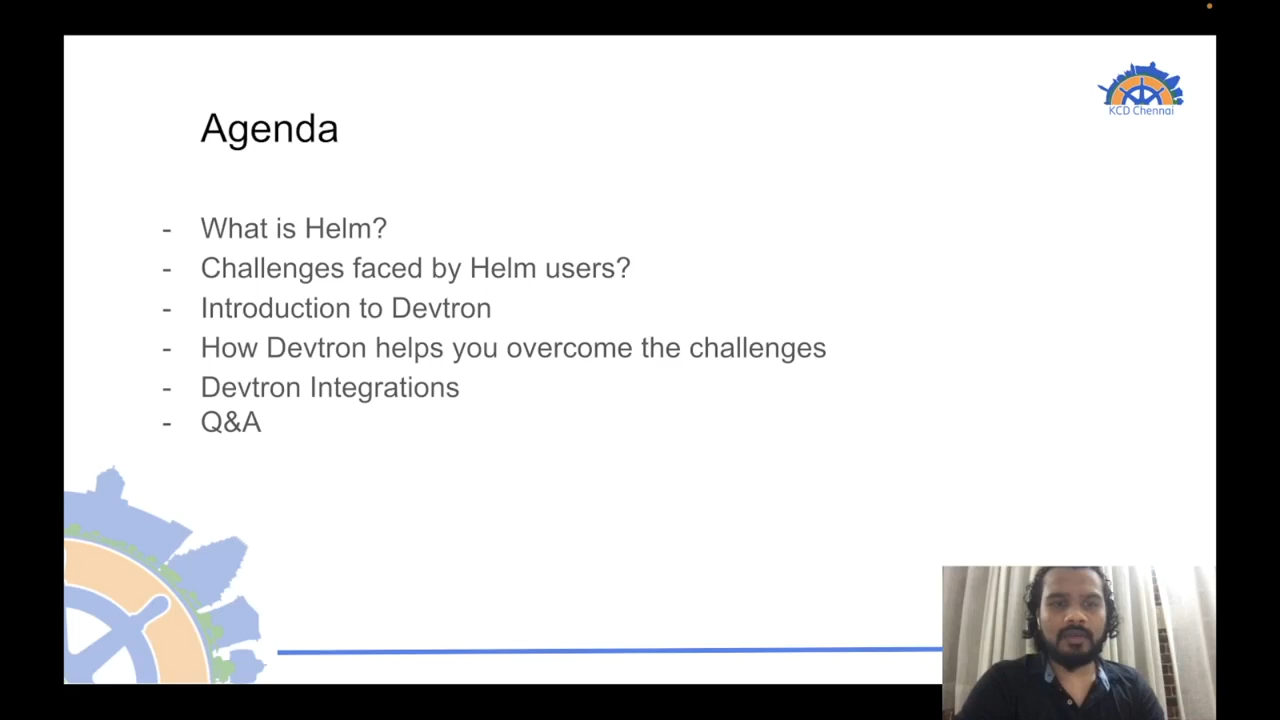 KCD Chennai
Agenda
- What is Helm?
- Challenges faced by Helm users?
- Introduction to Devtron
- How Devtron helps you overcome the challenges
- Devtron Integrations
- Q&A